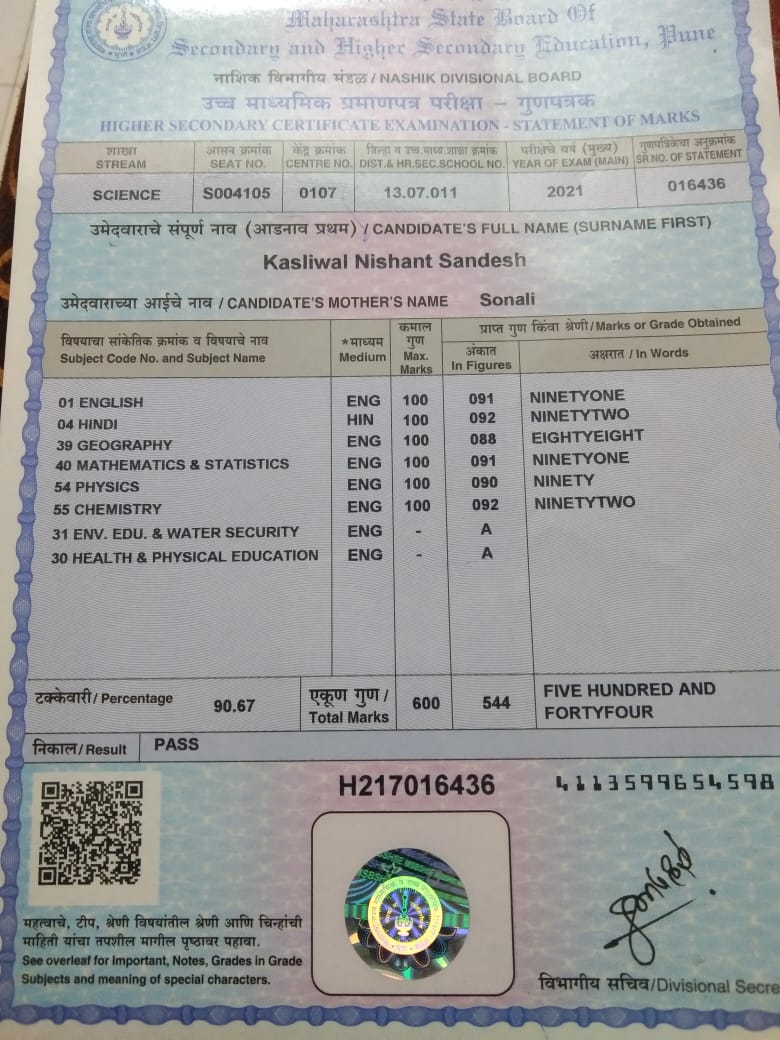 Maharashtra State Board Of
Secondary and Higher Secondary Education, Pune
नाशिक विभागीय मंडळ / NASHIK DIVISIONAL BOARD
उच्च माध्यमिक प्रमाणपत्र परीक्षा – गुणपत्रक
HIGHER SECONDARY CERTIFICATE EXAMINATION - STATEMENT OF MARKS
शाखा आसन क्रमांक केंद्र क्रमांक जिल्हा व उच्च.माध्य.शाळा क्रमांक परीक्षेचे वर्ष (मुख्य) गुणपत्रिकेचा अनुक्रमांक
STREAM SEAT NO. CENTRE NO. DIST.& HR.SEC.SCHOOL NO. YEAR OF EXAM (MAIN) SR.NO. OF STATEMENT
SCIENCE S004105 0107 13.07.011 2021 016436
उमेदवाराचे संपूर्ण नाव (आडनाव प्रथम) / CANDIDATE'S FULL NAME (SURNAME FIRST)
Kasliwal Nishant Sandesh
उमेदवाराच्या आईचे नाव / CANDIDATE'S MOTHER'S NAME Sonali
विषयाचा सांकेतिक क्रमांक व विषयाचे नाव
Subject Code No. and Subject Name
*माध्यम
Medium
कमाल
गुण
Max.
Marks
प्राप्त गुण किंवा श्रेणी/Marks or Grade Obtained
अंकात
In Figures
अक्षरात / In Words
01 ENGLISH ENG 100 091 NINETYONE
04 HINDI HIN 100 092 NINETYTWO
39 GEOGRAPHY ENG 100 088 EIGHTYEIGHT
40 MATHEMATICS & STATISTICS ENG 100 091 NINETYONE
54 PHYSICS ENG 100 090 NINETY
55 CHEMISTRY ENG 100 092 NINETYTWO
31 ENV. EDU. & WATER SECURITY ENG - A
30 HEALTH & PHYSICAL EDUCATION ENG - A
टक्केवारी/ Percentage 90.67
एकूण गुण /
Total Marks
600 544
FIVE HUNDRED AND
FORTYFOUR
निकाल/ Result PASS
H217016436 4113599654598
महत्वाचे, टीप, श्रेणी विषयांतील श्रेणी आणि चिन्हांची
माहिती यांचा तपशील मागील पृष्ठावर पहावा.
See overleaf for Important, Notes, Grades in Grade
Subjects and meaning of special characters.
विभागीय सचिव/Divisional Secre